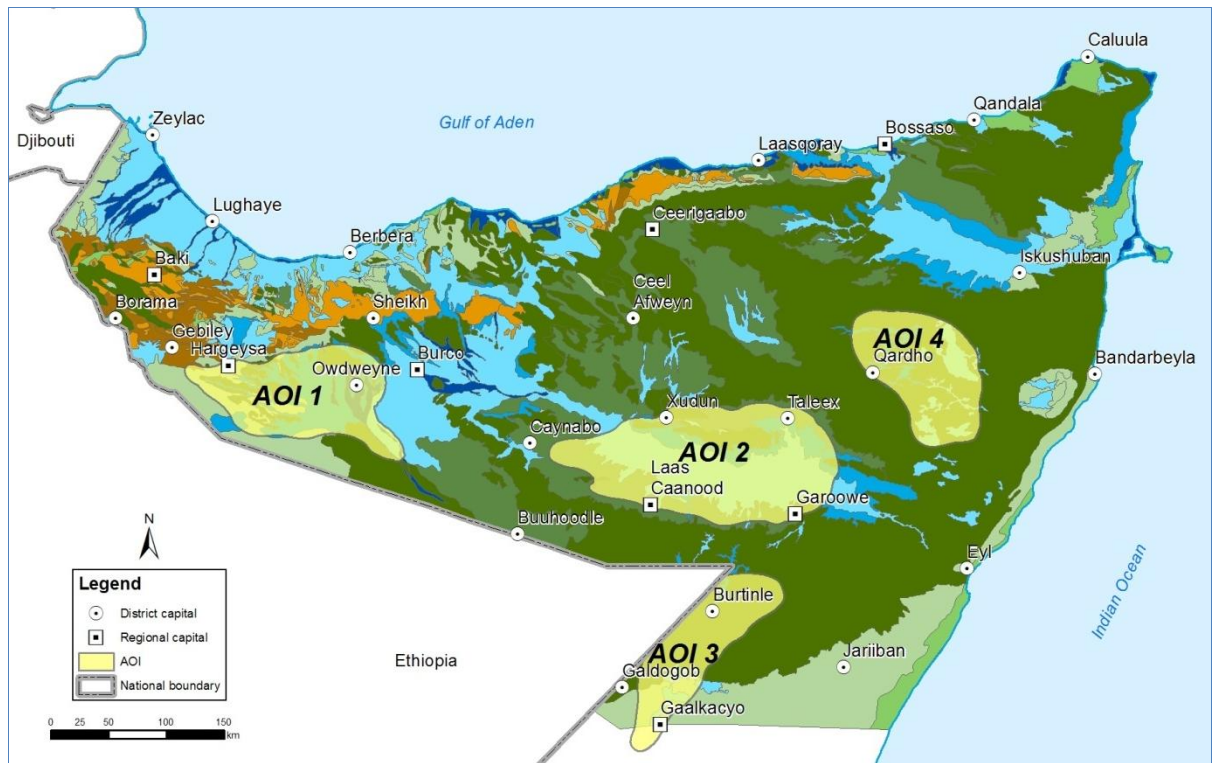 Caluula
Qandala
Zeylac
Gulf of Aden
Bossaso
Djibouti
Laasqoray
Lughaye
Ceerigaabo
Berbera
Baki
Iskushuban
Ceel
Afweyn
Borama
Sheikh
Gebiley
AOI 4
Hargeysa
Burco
Qardho
Bandarbeyla
Owdweyne
AOI 1
Xudun
Taleex
Caynabo
AOI 2
Laas
Caanood
Garoowe
Buuhoodle
N
Eyl
Legend
District capital
Regional capital
AOI
National boundary
Burtinle
Indian Ocean
AOI 3
Jariiban
Ethiopia
Galdogob
Gaalkacyo
0 25 50 100 150
km